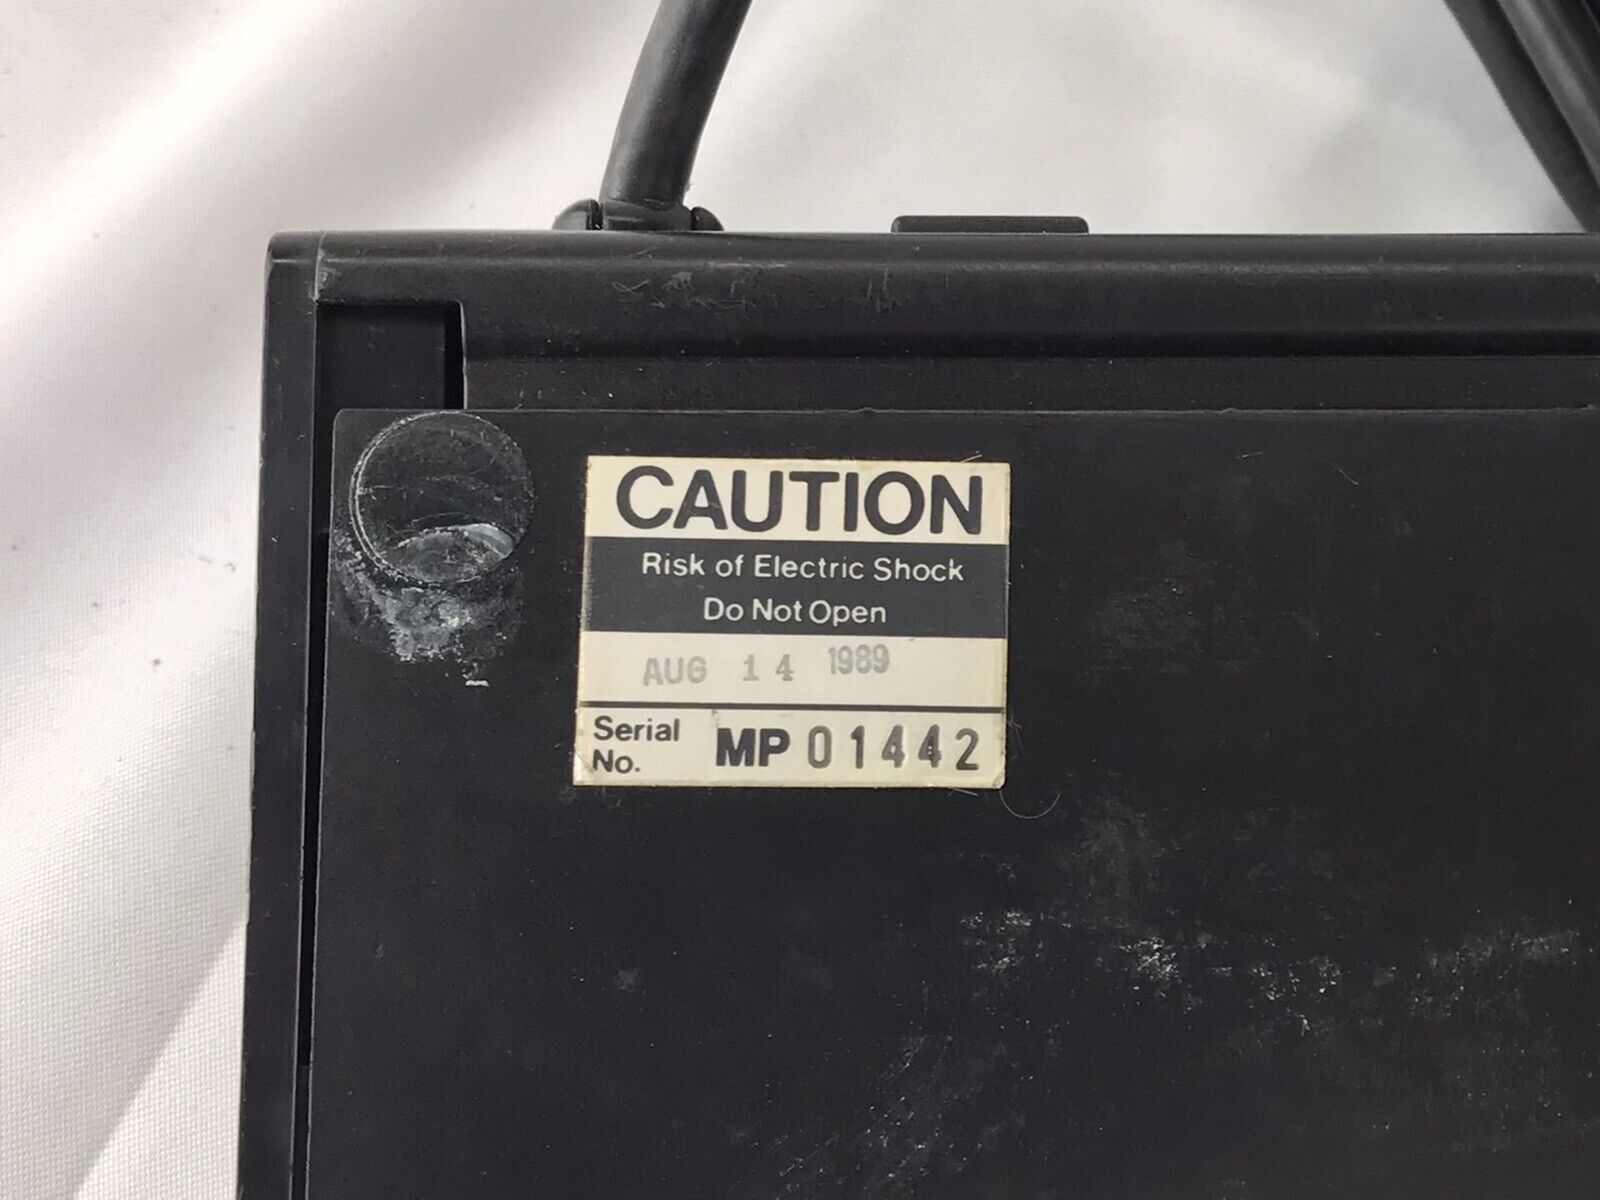 CAUTION
Risk of Electric Shock
Do Not Open
AUG 14 1989
Serial
No. MP 01442